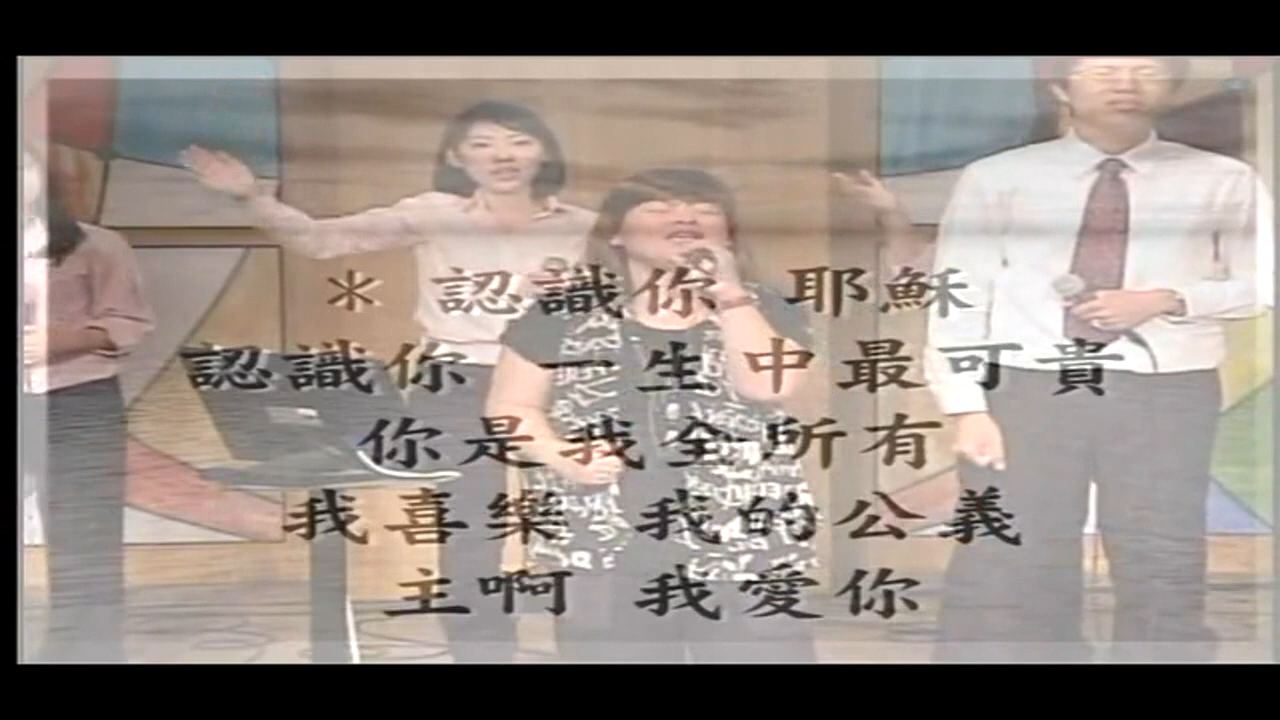 ＊ 認識你 耶穌
認識你 一生中最可貴
你是我全所有
我喜樂 我的公義
主啊 我愛你